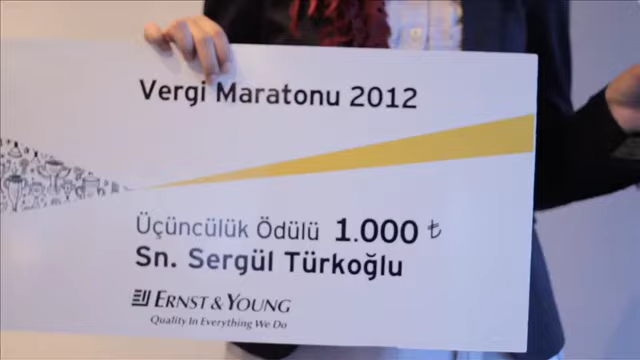 Vergi Maratonu 2012
Üçüncülük Ödülü 1.000 ₺
Sn. Sergül Türkoğlu
ERNST & YOUNG
Quality In Everything We Do